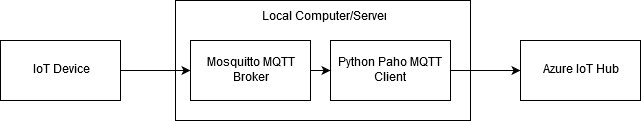 Local Computer/Server
IoT Device
Mosquitto MQTT
Broker
Python Paho MQTT
Client
Azure IoT Hub